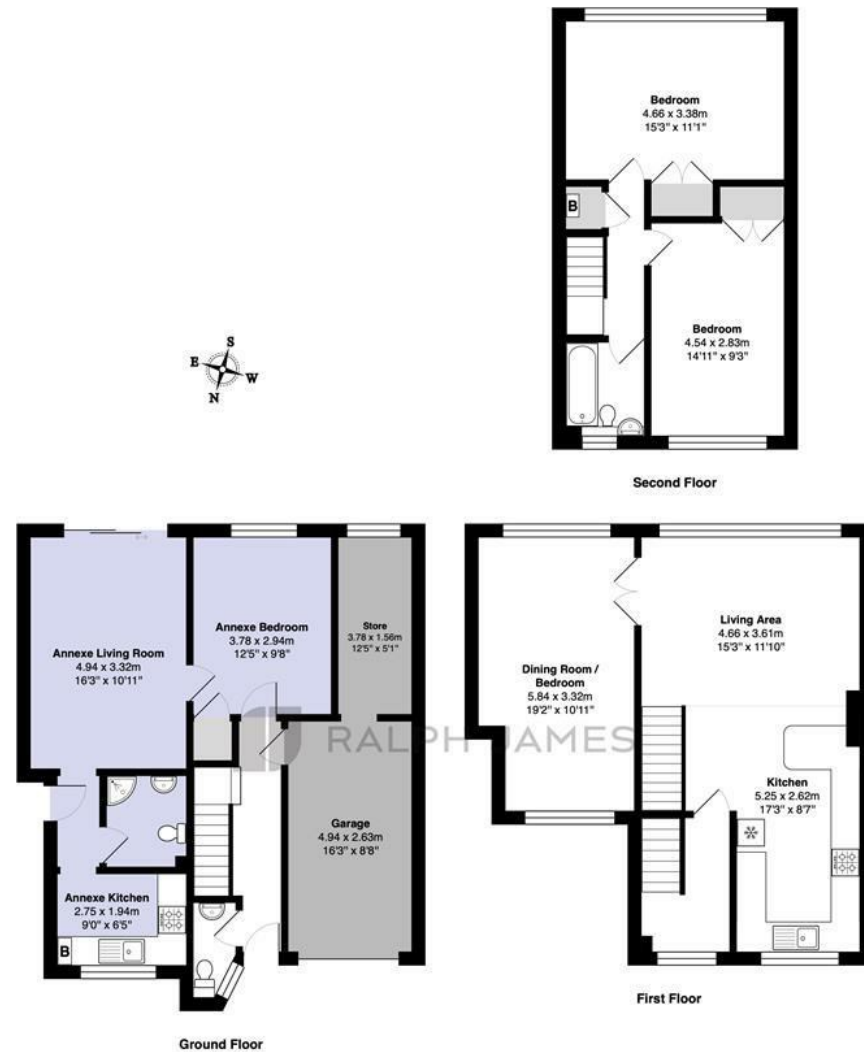 Bedroom
4.66 x 3.38m
15'3" x 11'1"
B
Bedroom
4.54 x 2.83m
14'11" x 9'3"
Second Floor
S
E
W
N
Annexe Living Room
4.94 x 3.32m
16'3" x 10'11"
Annexe Bedroom
3.78 x 2.94m
12'5" x 9'8"
Store
3.78 x 1.56m
12'5" x 5'1"
Garage
4.94 x 2.63m
16'3" x 8'8"
Annexe Kitchen
2.75 x 1.94m
9'0" x 6'5"
B
Ground Floor
RALPH JAMES
Living Area
4.66 x 3.61m
15'3" x 11'10"
Dining Room /
Bedroom
5.84 x 3.32m
19'2" x 10'11"
Kitchen
5.25 x 2.62m
17'3" x 8'7"
First Floor